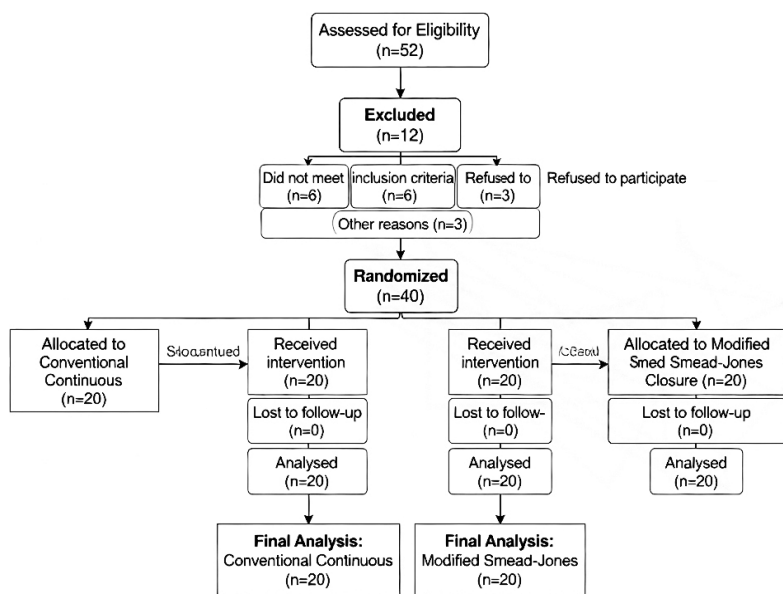 Assessed for Eligibility
(n=52)
Excluded
(n=12)
Did not meet
(n=6)
inclusion criteria
(n=6)
Refused to
(n=3)
Refused to participate
(Other reasons (n=3)
Randomized
(n=40)
Allocated to
Conventional
Continuous
(n=20)
Received
intervention
(n=20)
Received
intervention
(n=20)
Allocated to Modified
Smed Smead-Jones
Closure (n=20)
Lost to follow-up
(n=0)
Lost to follow-
(n=0)
Lost to follow-up
(n=0)
Analysed
(n=20)
Analysed
(n=20)
Analysed
(n=20)
Final Analysis:
Conventional Continuous
(n=20)
Final Analysis:
Modified Smead-Jones
(n=20)